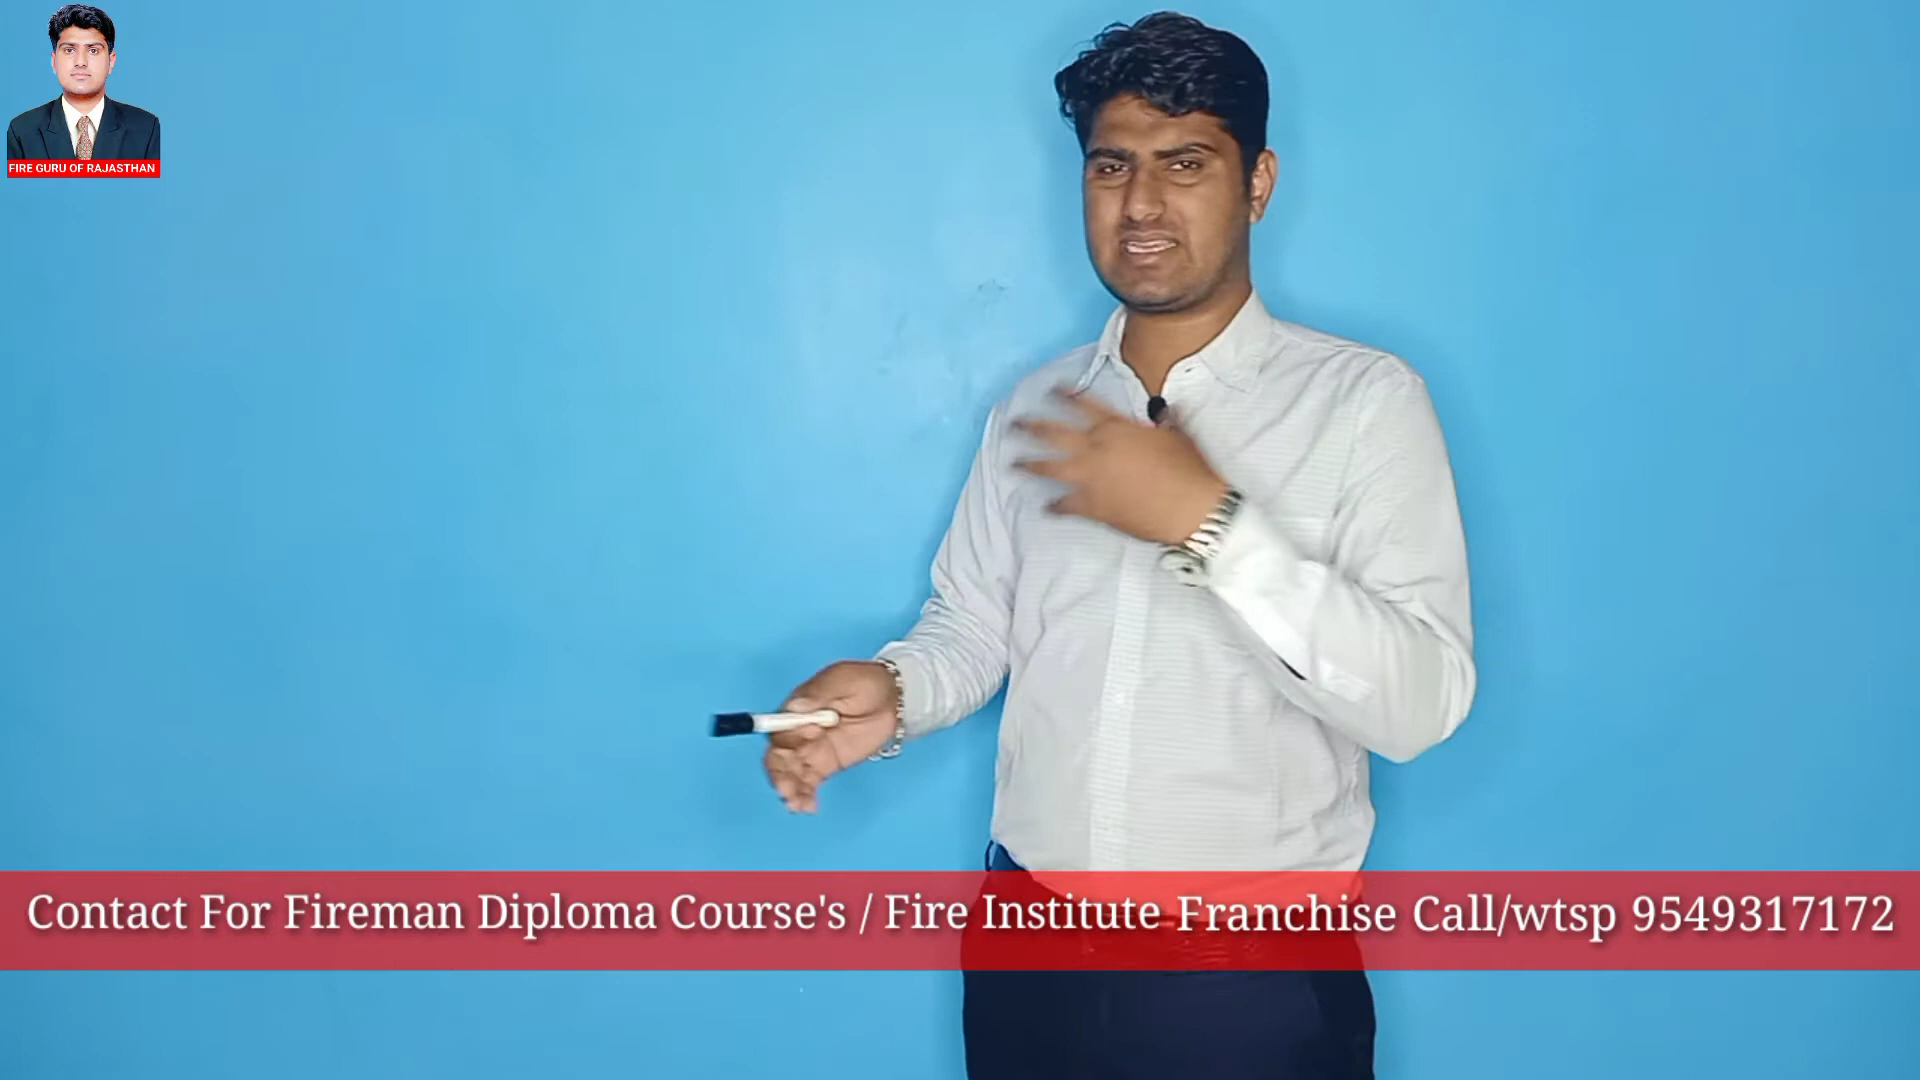 FIRE GURU OF RAJASTHAN
Contact For Fireman Diploma Course's / Fire Institute Franchise Call/wtsp 9549317172